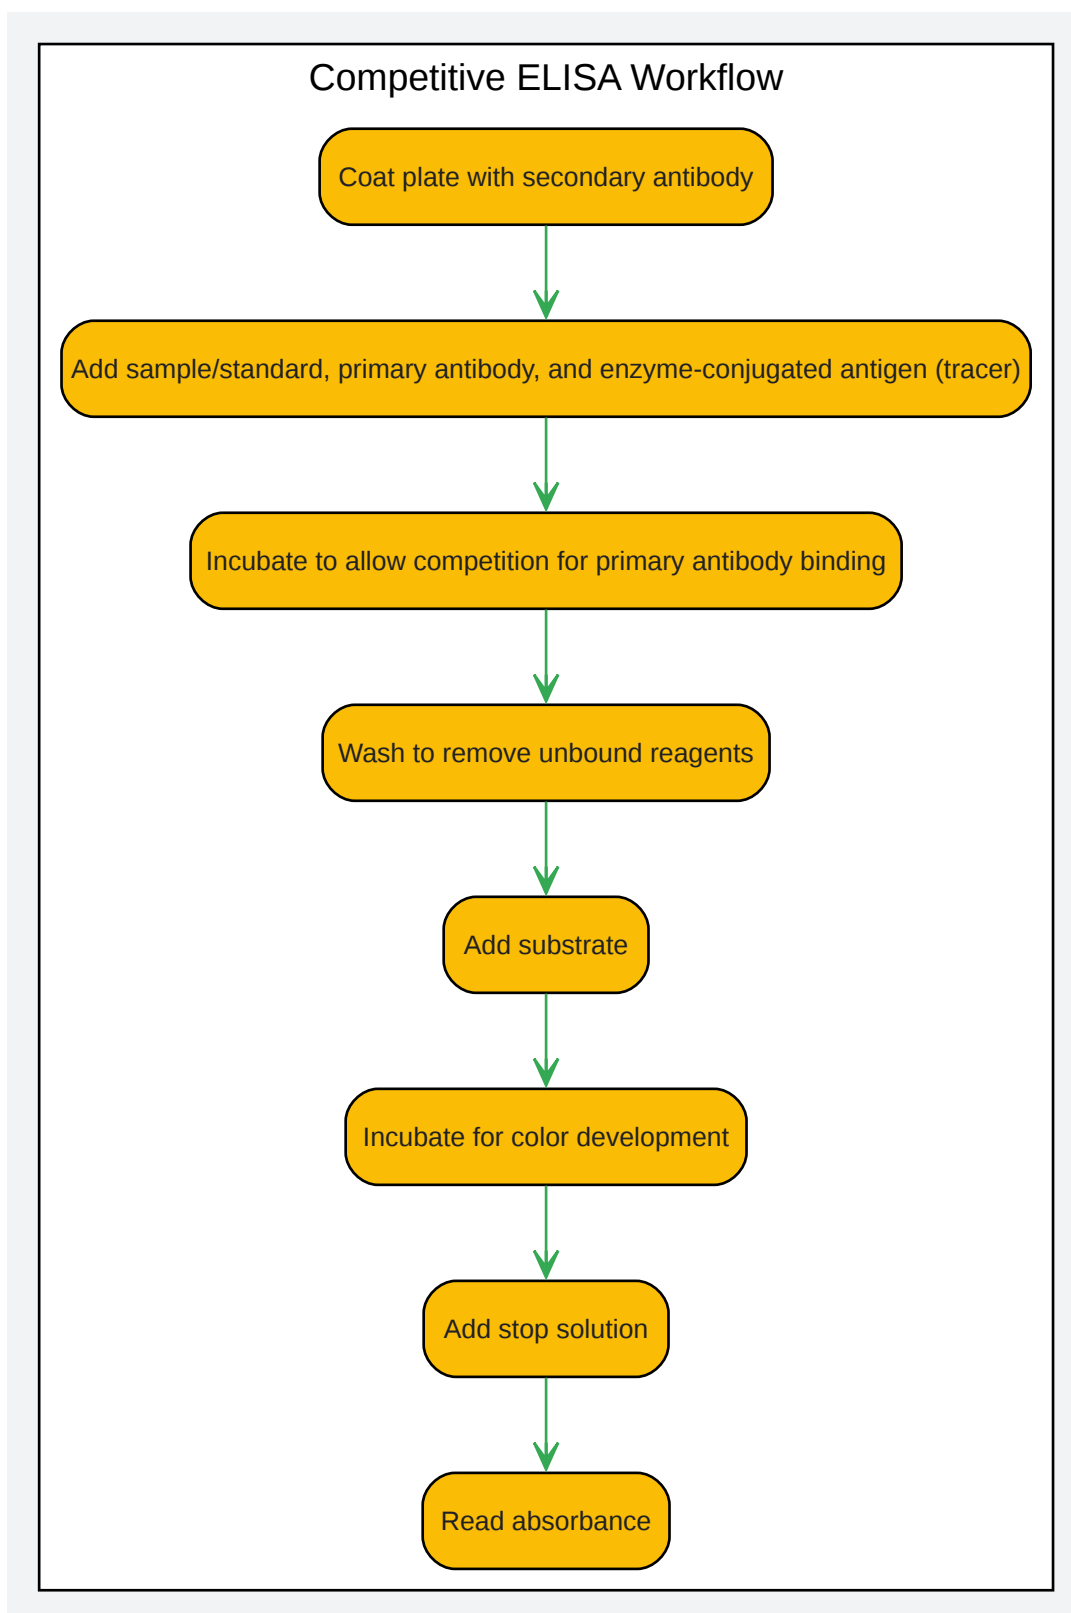 Competitive ELISA Workflow
Coat plate with secondary antibody
Add sample/standard, primary antibody, and enzyme-conjugated antigen (tracer)
Incubate to allow competition for primary antibody binding
Wash to remove unbound reagents
Add substrate
Incubate for color development
Add stop solution
Read absorbance